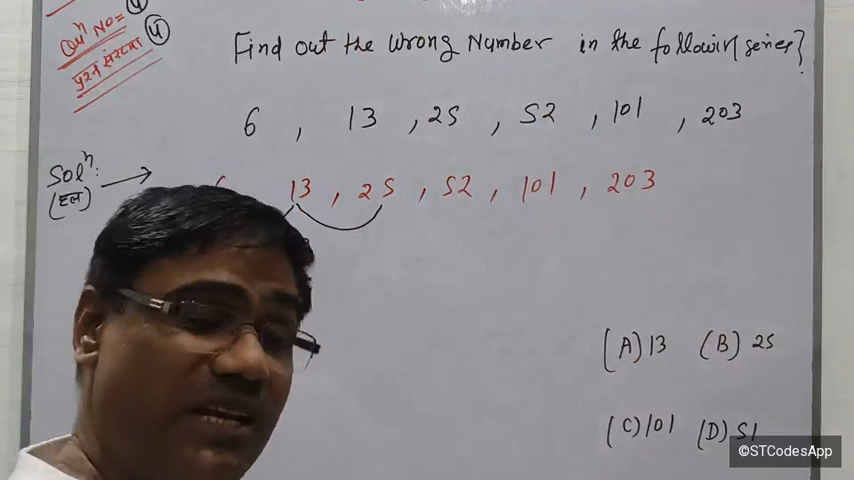 Quⁿ No= 4
प्रश्न संख्या 4
Find out the wrong Number in the following series?
6 , 13 , 25 , 52 , 101 , 203
Solⁿ:
(हल)
13 , 25 , 52 , 101 , 203
(A) 13 (B) 25
(C) 101 (D) 51
©STCodesApp